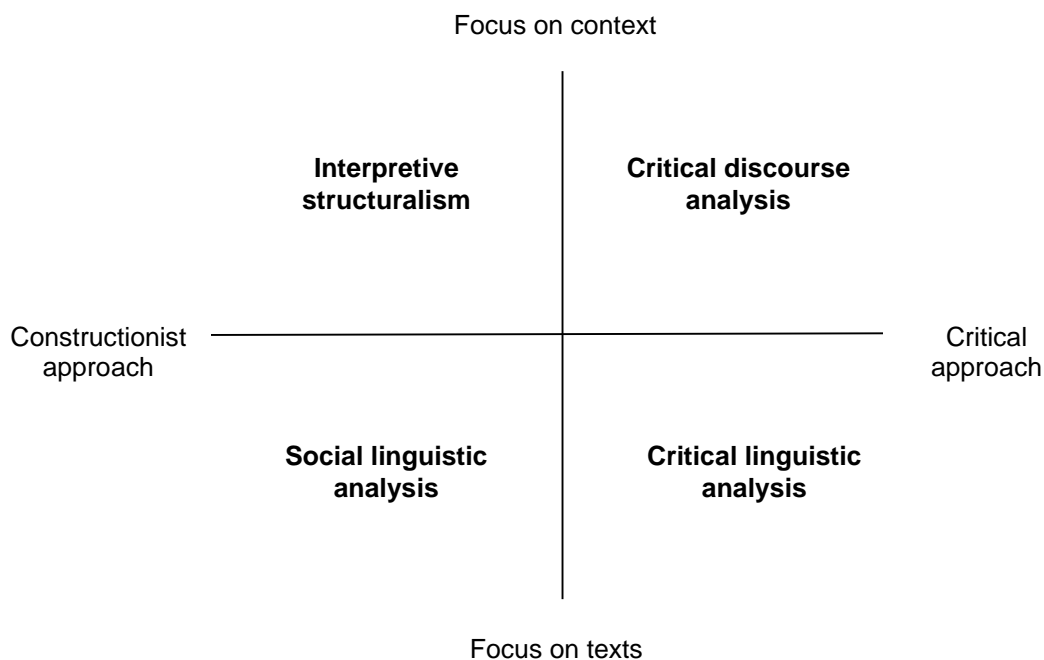 Focus on context
Interpretive
structuralism
Critical discourse
analysis
Constructionist
approach
Critical
approach
Social linguistic
analysis
Critical linguistic
analysis
Focus on texts